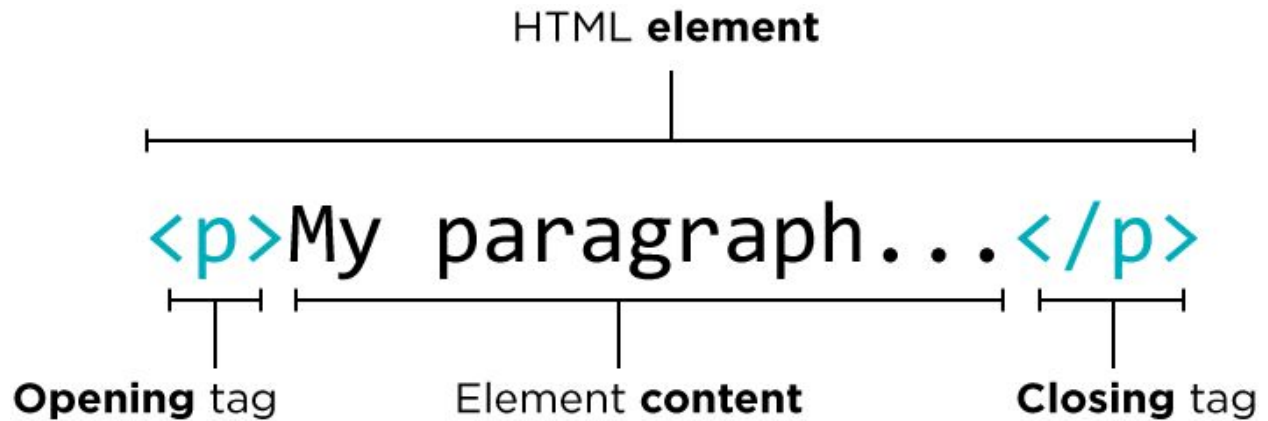 HTML element
<p>My paragraph...</p>
Opening tag
Element content
Closing tag